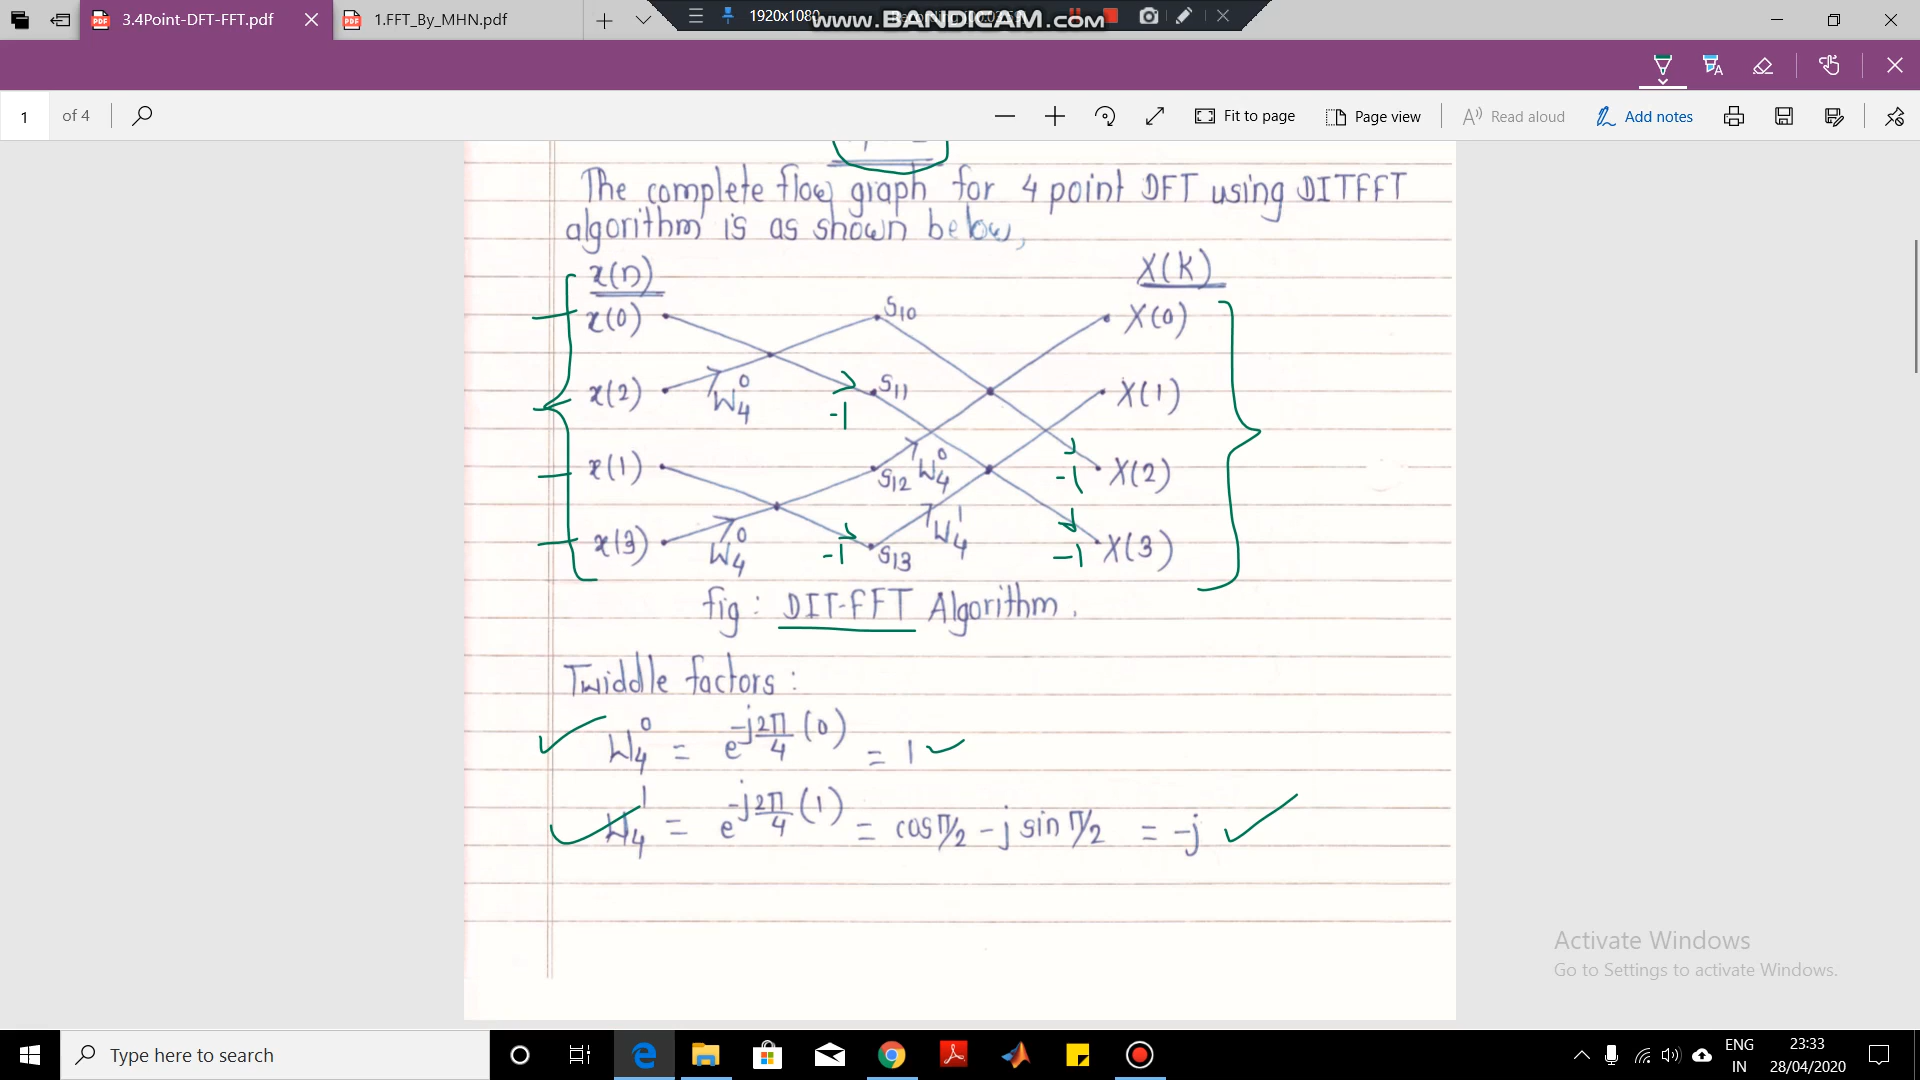 3.4Point-DFT-FFT.pdf
1.FFT_By_MHN.pdf
1920x1080
www.BANDICAM.com
1 of 4
Fit to page
Page view
Read aloud
Add notes
The complete flow graph for 4 point DFT using DITFFT
algorithm is as shown below,
x(n) X(K)
x(0) S10 X(0)
x(2) W4^0 -1 S11 X(1)
x(1) S12 W4^0 -1 X(2)
x(3) W4^0 -1 S13 W4^1 -1 X(3)
fig : DIT-FFT Algorithm.
Twiddle factors :
W4^0 = e^-j2π/4 (0) = 1
W4^1 = e^-j2π/4 (1) = cos π/2 - j sin π/2 = -j
Activate Windows
Go to Settings to activate Windows.
Type here to search
ENG
IN
23:33
28/04/2020